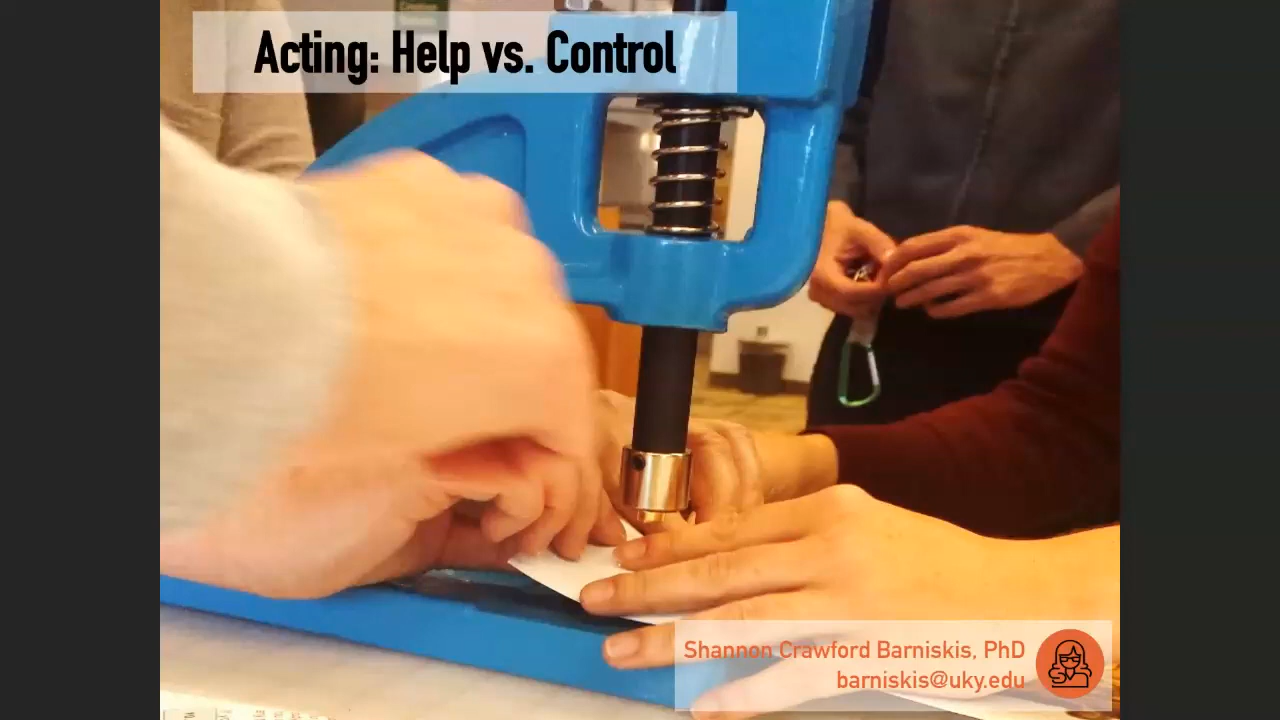 Acting: Help vs. Control
Shannon Crawford Barniskis, PhD
barniskis@uky.edu